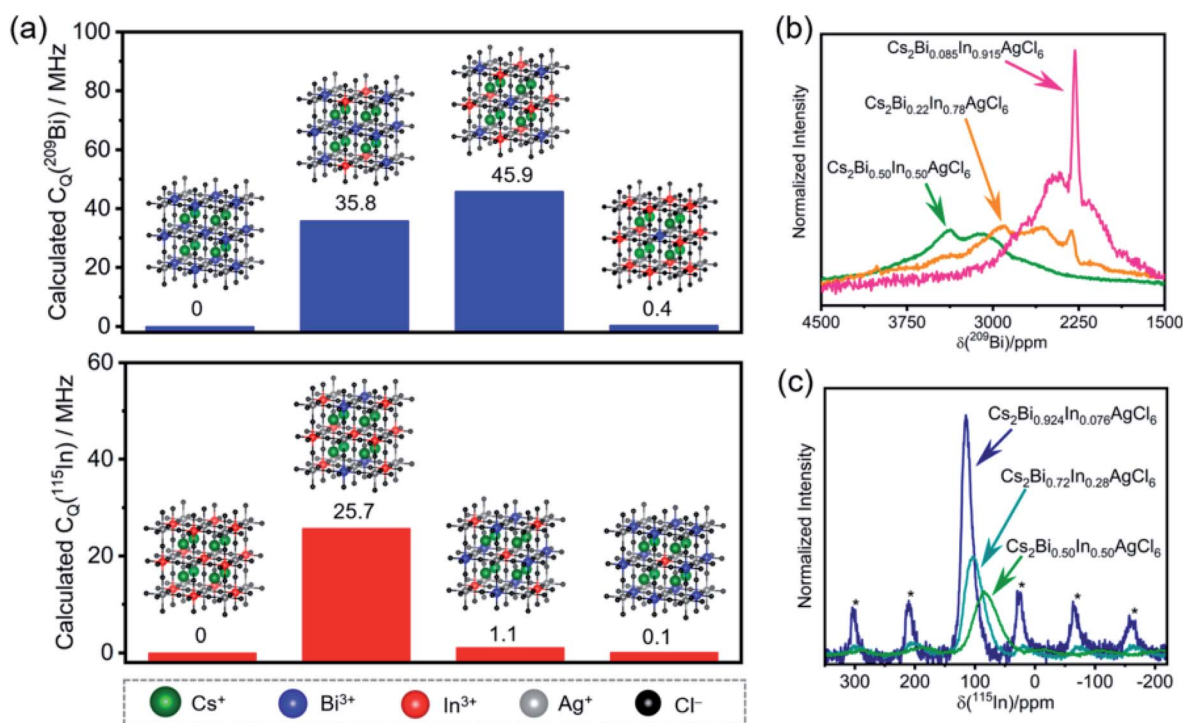 (a)
Calculated C_Q(²⁰⁹Bi) / MHz
100
80
60
40
20
0
0
35.8
45.9
0.4
Calculated C_Q(¹¹⁵In) / MHz
60
40
20
0
0
25.7
1.1
0.1
Cs⁺ Bi³⁺ In³⁺ Ag⁺ Cl⁻
(b)
Normalized Intensity
Cs₂Bi₀.₀₈₅In₀.₉₁₅AgCl₆
Cs₂Bi₀.₂₂In₀.₇₈AgCl₆
Cs₂Bi₀.₅₀In₀.₅₀AgCl₆
4500 3750 3000 2250 1500
δ(²⁰⁹Bi)/ppm
(c)
Normalized Intensity
Cs₂Bi₀.₉₂₄In₀.₀₇₆AgCl₆
Cs₂Bi₀.₇₂In₀.₂₈AgCl₆
Cs₂Bi₀.₅₀In₀.₅₀AgCl₆
* * * * *
300 200 100 0 -100 -200
δ(¹¹⁵In)/ppm